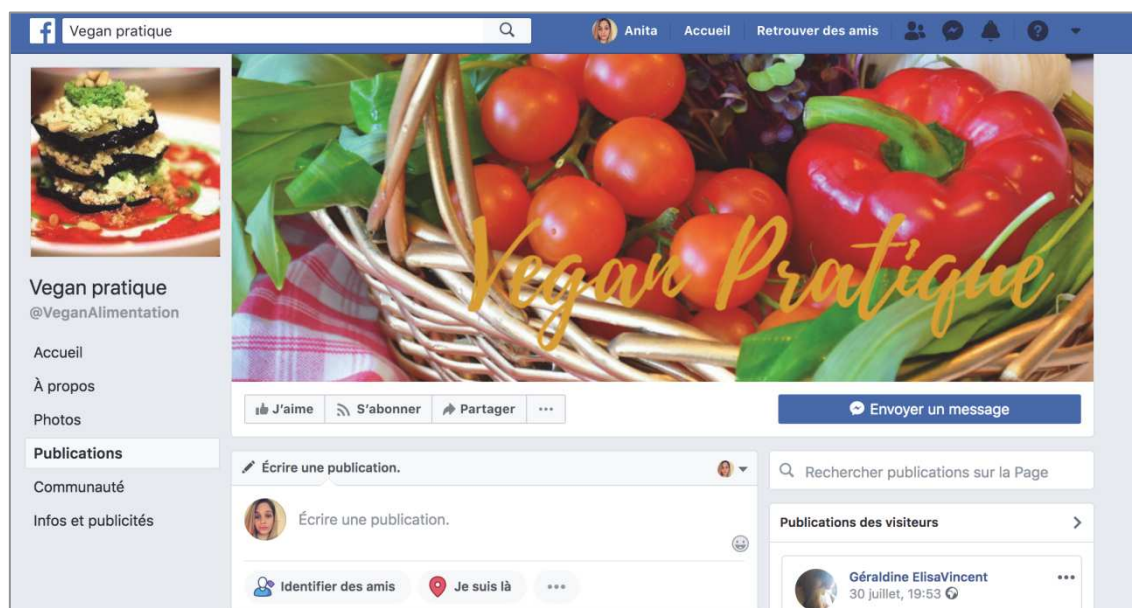 f Vegan pratique Anita Accueil Retrouver des amis ?
Vegan Pratique
Vegan pratique
@VeganAlimentation
Accueil
À propos
Photos
Publications
Communauté
Infos et publicités
J'aime S'abonner Partager ... Envoyer un message
Écrire une publication.
Écrire une publication.
Identifier des amis Je suis là ...
Rechercher publications sur la Page
Publications des visiteurs
Géraldine ElisaVincent ...
30 juillet, 19:53